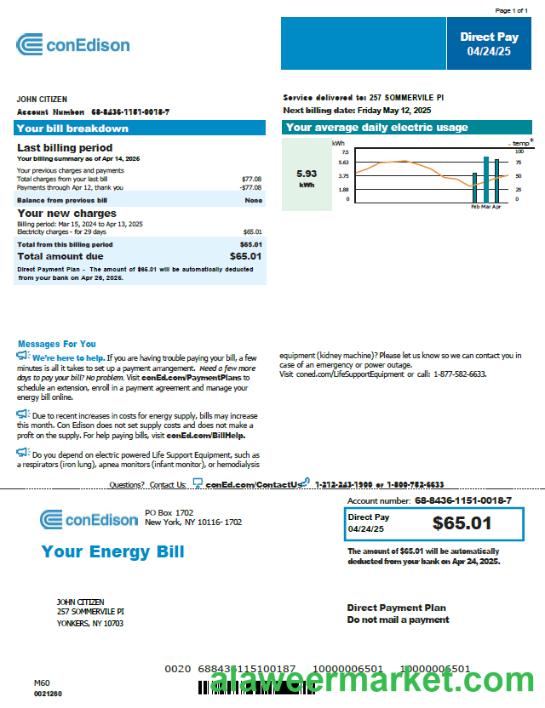 Page 1 of 1
conEdison
Direct Pay
04/24/25
JOHN CITIZEN
Account Number: 68-8436-1151-0018-7
Service delivered to: 257 SOMMERVILE PI
Next billing date: Friday May 12, 2025
Your bill breakdown
Last billing period
Your billing summary as of Apr 14, 2026
Your previous charges and payments
Total charges from your last bill $77.08
Payments through Apr 12, thank you -$77.08
Balance from previous bill None
Your new charges
Billing period: Mar 15, 2024 to Apr 13, 2025
Electricity charges - for 29 days $65.01
Total from this billing period $65.01
Total amount due $65.01
Direct Payment Plan - The amount of $65.01 will be automatically deducted
from your bank on Apr 26, 2026.
Your average daily electric usage
5.93
kWh
kWh
temp°
7.5
5.63
3.75
1.88
0
100
75
50
25
0
Feb Mar Apr
Messages For You
We're here to help. If you are having trouble paying your bill, a few
minutes is all it takes to set up a payment arrangement. Need a few more
days to pay your bill? No problem. Visit conEd.com/PaymentPlans to
schedule an extension, enroll in a payment agreement and manage your
energy bill online.
Due to recent increases in costs for energy supply, bills may increase
this month. Con Edison does not set supply costs and does not make a
profit on the supply. For help paying bills, visit conEd.com/BillHelp.
Do you depend on electric powered Life Support Equipment, such as
a respirators (iron lung), apnea monitors (infant monitor), or hemodialysis
equipment (kidney machine)? Please let us know so we can contact you in
case of an emergency or power outage.
Visit coned.com/LifeSupportEquipment or call: 1-877-582-6633.
Questions? Contact Us: conEd.com/ContactUs 1-212-243-1900 or 1-800-752-6633
conEdison
PO Box 1702
New York, NY 10116-1702
Your Energy Bill
Account number: 68-8436-1151-0018-7
Direct Pay
04/24/25
$65.01
The amount of $65.01 will be automatically
deducted from your bank on Apr 24, 2025.
JOHN CITIZEN
257 SOMMERVILE PI
YONKERS, NY 10703
Direct Payment Plan
Do not mail a payment
0020 688436115100187 10000006501 10000006501
alaweermarket.com
M60
0021260